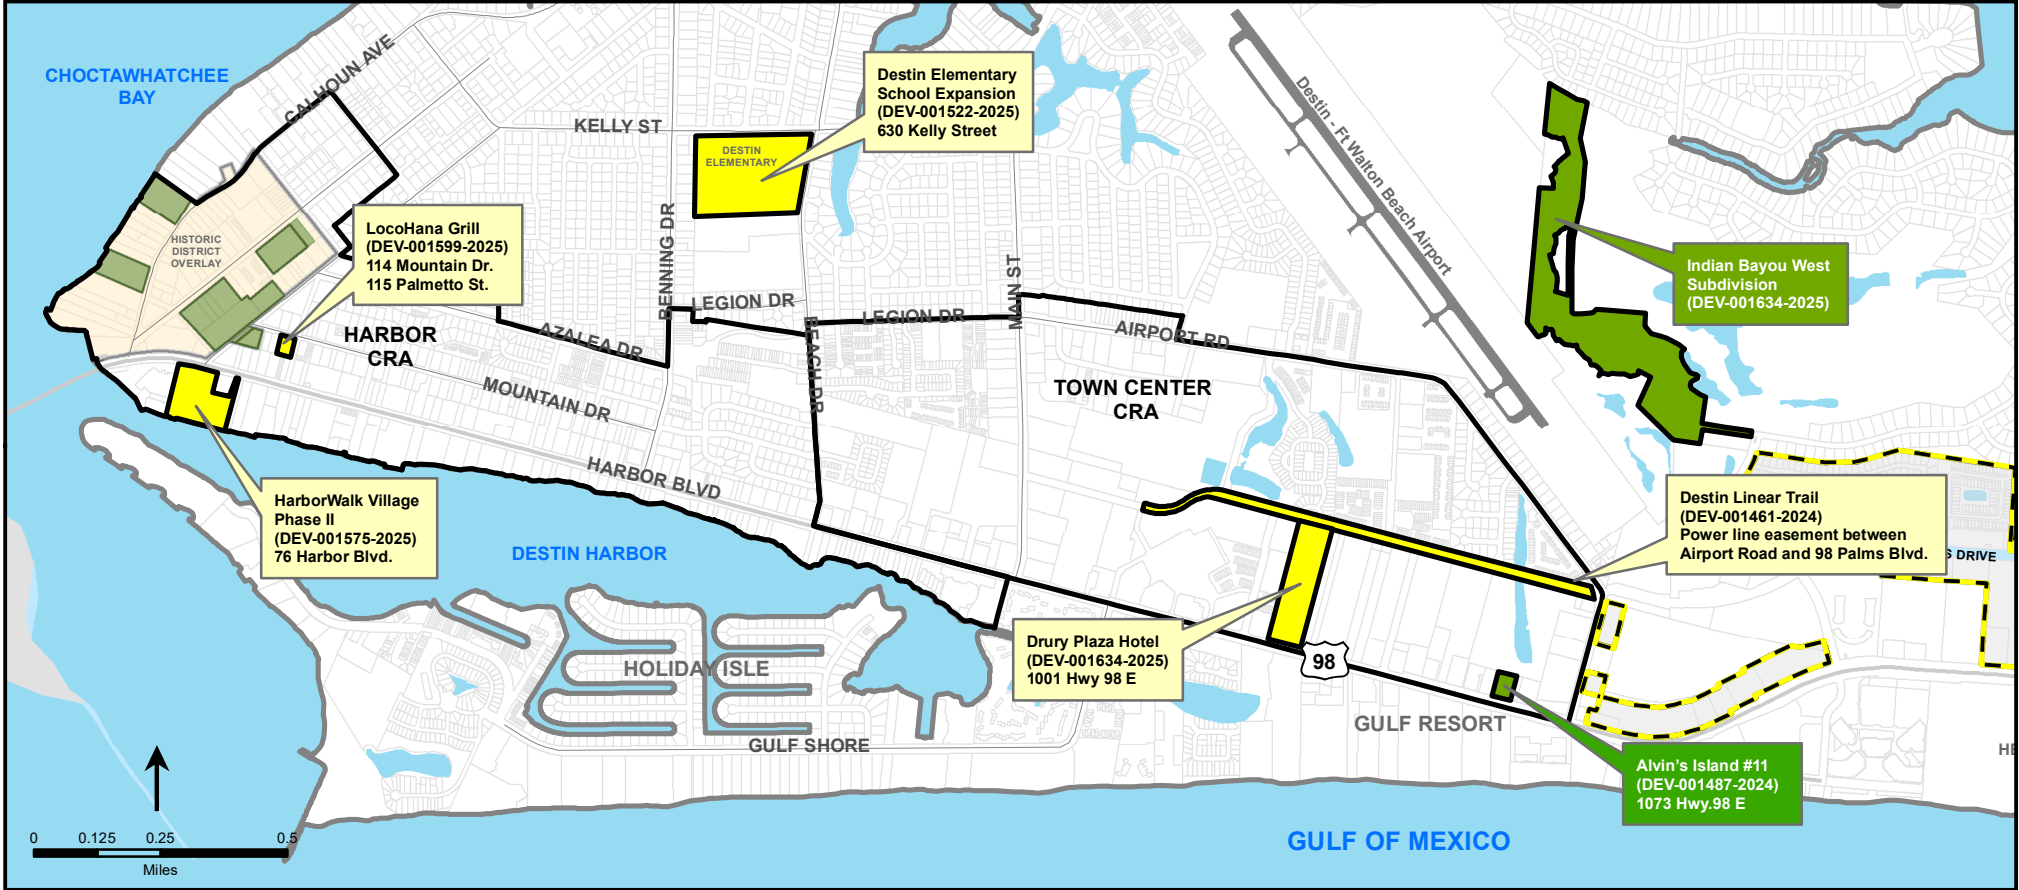 CHOCTAWHATCHEE
BAY
CALHOUN AVE
KELLY ST
DESTIN
ELEMENTARY
Destin Elementary
School Expansion
(DEV-001522-2025)
630 Kelly Street
Destin - Ft Walton Beach Airport
HISTORIC
DISTRICT
OVERLAY
LocoHana Grill
(DEV-001599-2025)
114 Mountain Dr.
115 Palmetto St.
BENNING DR
LEGION DR
LEGION DR
MAIN ST
AIRPORT RD
Indian Bayou West
Subdivision
(DEV-001634-2025)
HARBOR
CRA
AZALEA DR
BEACH DR
MOUNTAIN DR
TOWN CENTER
CRA
HARBOR BLVD
HarborWalk Village
Phase II
(DEV-001575-2025)
76 Harbor Blvd.
DESTIN HARBOR
Destin Linear Trail
(DEV-001461-2024)
Power line easement between
Airport Road and 98 Palms Blvd.
S DRIVE
Drury Plaza Hotel
(DEV-001634-2025)
1001 Hwy 98 E
98
HOLIDAY ISLE
GULF RESORT
GULF SHORE
HE
Alvin's Island #11
(DEV-001487-2024)
1073 Hwy.98 E
GULF OF MEXICO
0 0.125 0.25 0.5
Miles